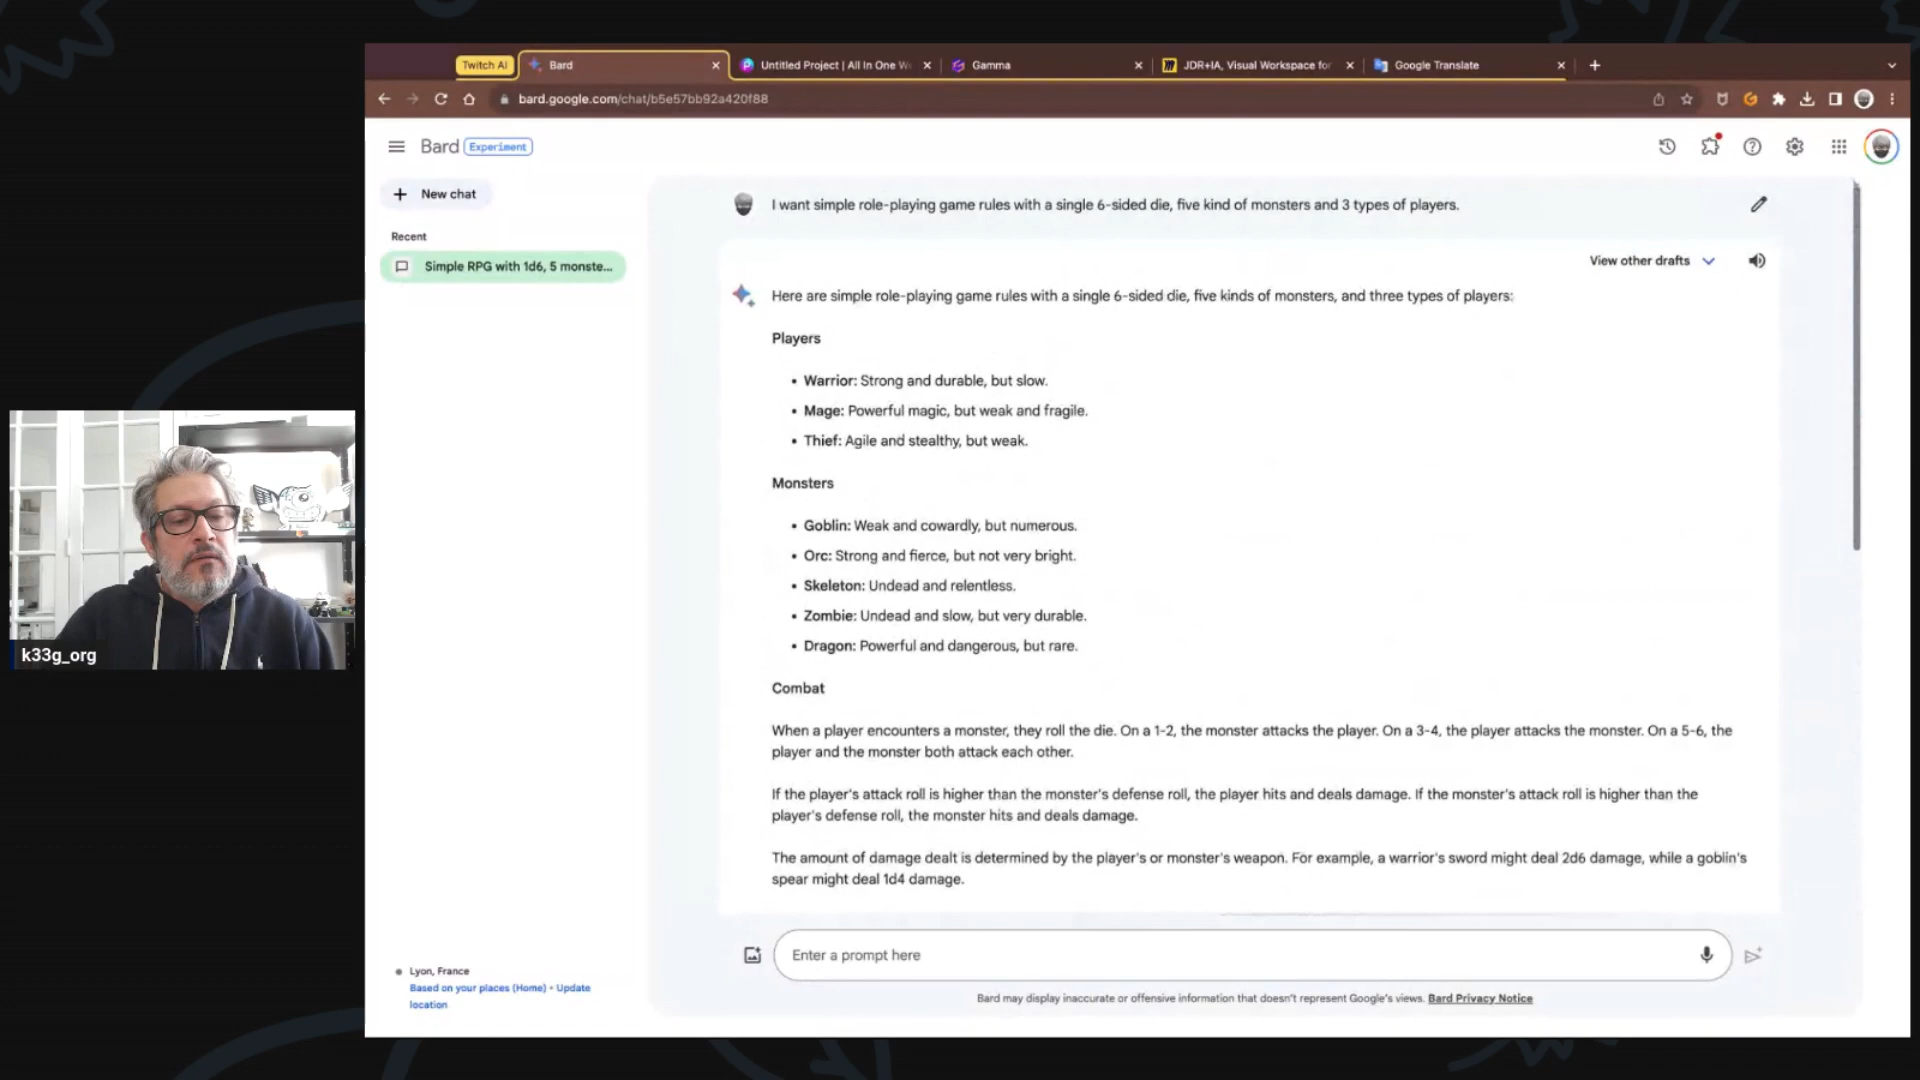 Twitch AI
Bard
Untitled Project | All In One W
Gamma
JDR+IA, Visual Workspace for
Google Translate
bard.google.com/chat/b5e57bb92a420f88
Bard Experiment
New chat
Recent
Simple RPG with 1d6, 5 monste...
I want simple role-playing game rules with a single 6-sided die, five kind of monsters and 3 types of players.
View other drafts
Here are simple role-playing game rules with a single 6-sided die, five kinds of monsters, and three types of players:
Players
• Warrior: Strong and durable, but slow.
• Mage: Powerful magic, but weak and fragile.
• Thief: Agile and stealthy, but weak.
Monsters
• Goblin: Weak and cowardly, but numerous.
• Orc: Strong and fierce, but not very bright.
• Skeleton: Undead and relentless.
• Zombie: Undead and slow, but very durable.
• Dragon: Powerful and dangerous, but rare.
Combat
When a player encounters a monster, they roll the die. On a 1-2, the monster attacks the player. On a 3-4, the player attacks the monster. On a 5-6, the
player and the monster both attack each other.
If the player's attack roll is higher than the monster's defense roll, the player hits and deals damage. If the monster's attack roll is higher than the
player's defense roll, the monster hits and deals damage.
The amount of damage dealt is determined by the player's or monster's weapon. For example, a warrior's sword might deal 2d6 damage, while a goblin's
spear might deal 1d4 damage.
Enter a prompt here
Bard may display inaccurate or offensive information that doesn't represent Google's views. Bard Privacy Notice
Lyon, France
Based on your places (Home) • Update
location
k33g_org